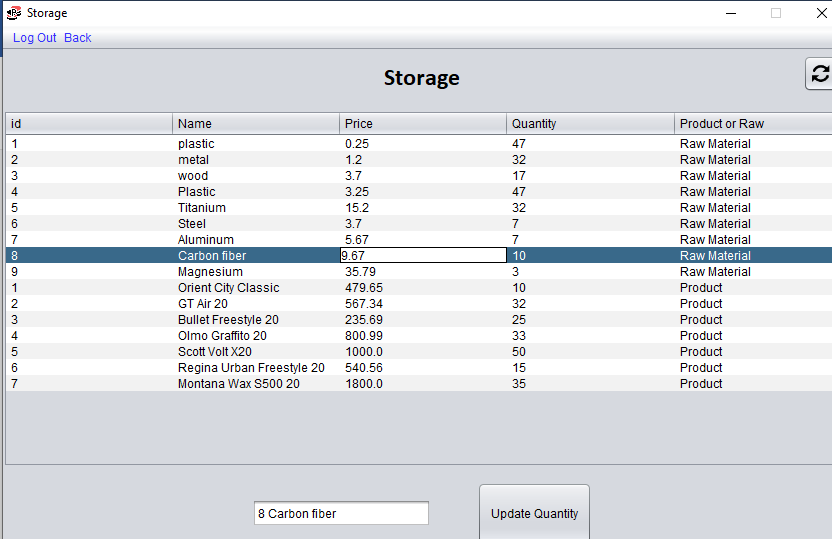 Storage
Log Out Back
Storage
id Name Price Quantity Product or Raw
1 plastic 0.25 47 Raw Material
2 metal 1.2 32 Raw Material
3 wood 3.7 17 Raw Material
4 Plastic 3.25 47 Raw Material
5 Titanium 15.2 32 Raw Material
6 Steel 3.7 7 Raw Material
7 Aluminum 5.67 7 Raw Material
8 Carbon fiber 9.67 10 Raw Material
9 Magnesium 35.79 3 Raw Material
1 Orient City Classic 479.65 10 Product
2 GT Air 20 567.34 32 Product
3 Bullet Freestyle 20 235.69 25 Product
4 Olmo Graffito 20 800.99 33 Product
5 Scott Volt X20 1000.0 50 Product
6 Regina Urban Freestyle 20 540.56 15 Product
7 Montana Wax S500 20 1800.0 35 Product
8 Carbon fiber
Update Quantity